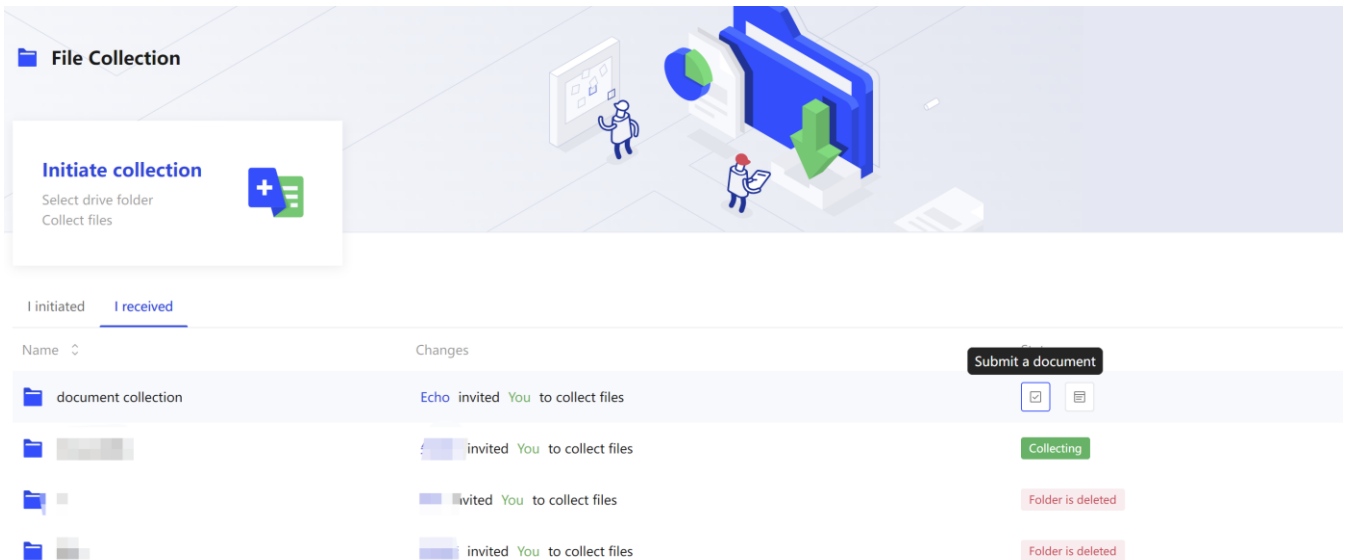 File Collection
Initiate collection
Select drive folder
Collect files
I initiated I received
Name Changes
Submit a document
document collection Echo invited You to collect files
invited You to collect files Collecting
You to collect files Folder is deleted
invited You to collect files Folder is deleted